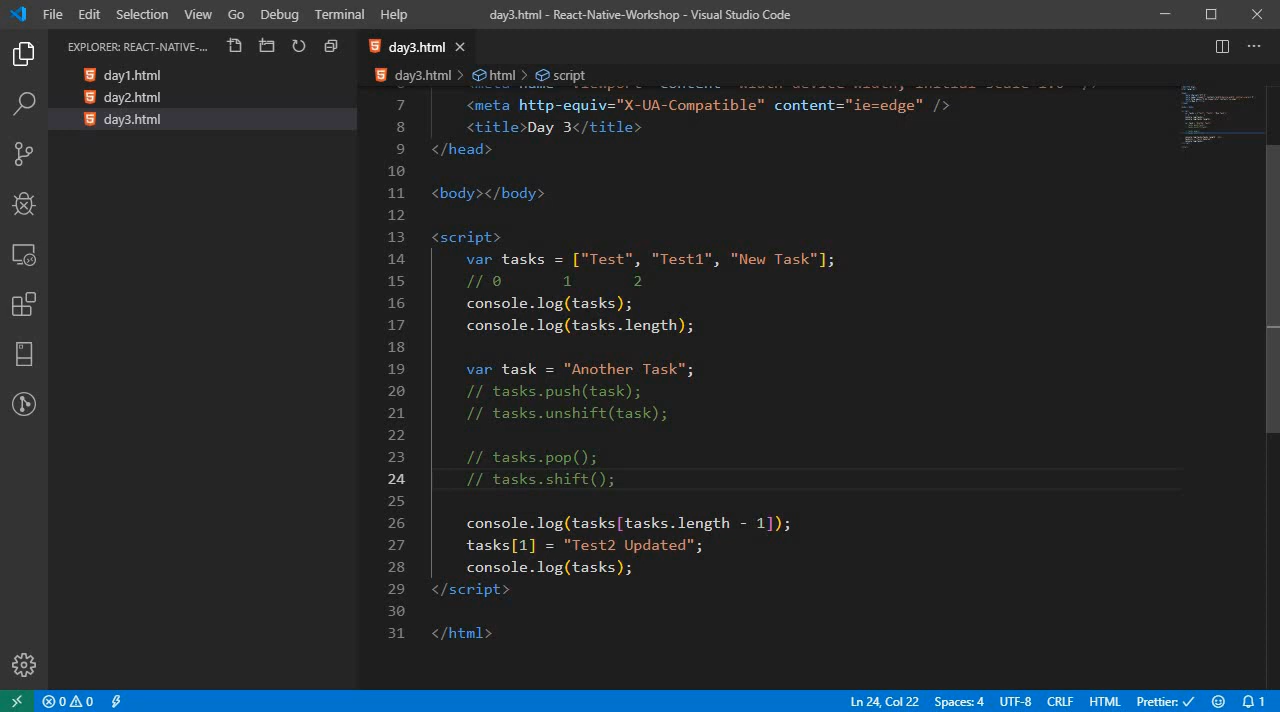 File Edit Selection View Go Debug Terminal Help day3.html - React-Native-Workshop - Visual Studio Code
EXPLORER: REACT-NATIVE-...
day1.html
day2.html
day3.html
day3.html
day3.html > html > script
7 <meta http-equiv="X-UA-Compatible" content="ie=edge" />
8 <title>Day 3</title>
9 </head>
10
11 <body></body>
12
13 <script>
14 var tasks = ["Test", "Test1", "New Task"];
15 // 0 1 2
16 console.log(tasks);
17 console.log(tasks.length);
18
19 var task = "Another Task";
20 // tasks.push(task);
21 // tasks.unshift(task);
22
23 // tasks.pop();
24 // tasks.shift();
25
26 console.log(tasks[tasks.length - 1]);
27 tasks[1] = "Test2 Updated";
28 console.log(tasks);
29 </script>
30
31 </html>
0 0 Ln 24, Col 22 Spaces: 4 UTF-8 CRLF HTML Prettier: ✓ 1